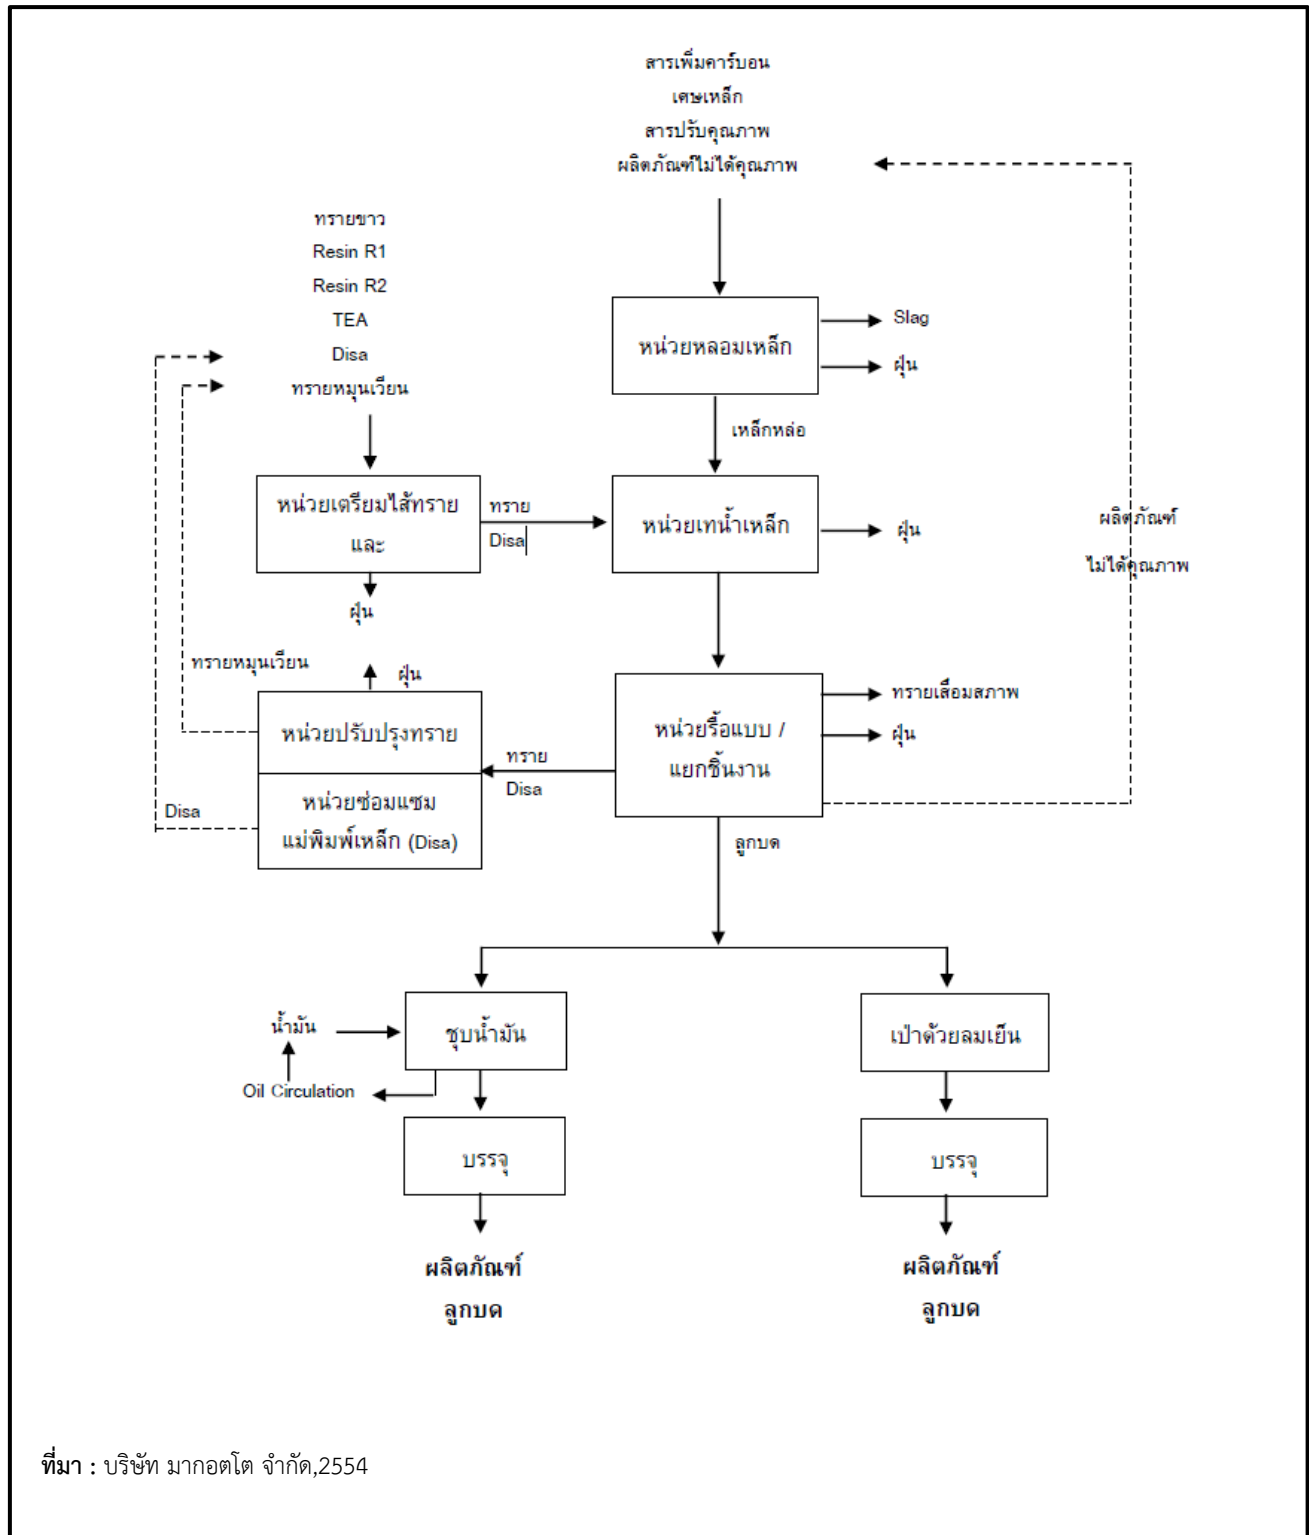 สารเพิ่มคาร์บอน
เศษเหล็ก
สารปรับคุณภาพ
ผลิตภัณฑ์ไม่ได้คุณภาพ
ทรายขาว
Resin R1
Resin R2
TEA
Disa
ทรายหมุนเวียน
หน่วยหลอมเหล็ก
Slag
ฝุ่น
เหล็กหล่อ
หน่วยเตรียมไส้ทราย
และ
ทราย
Disa
หน่วยเทน้ำเหล็ก
ฝุ่น
ผลิตภัณฑ์
ไม่ได้คุณภาพ
ฝุ่น
ทรายหมุนเวียน
ฝุ่น
หน่วยปรับปรุงทราย
หน่วยซ่อมแซม
แม่พิมพ์เหล็ก (Disa)
Disa
ทราย
Disa
หน่วยรื้อแบบ /
แยกชิ้นงาน
ทรายเสื่อมสภาพ
ฝุ่น
ลูกบด
น้ำมัน
Oil Circulation
ชุบน้ำมัน
เป่าด้วยลมเย็น
บรรจุ
บรรจุ
ผลิตภัณฑ์
ลูกบด
ผลิตภัณฑ์
ลูกบด
ที่มา : บริษัท มากอตโต จำกัด,2554